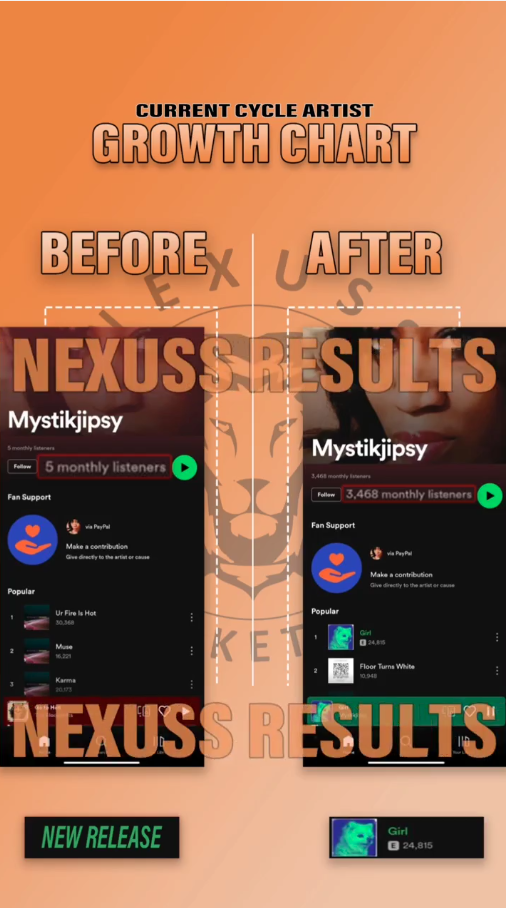 CURRENT CYCLE ARTIST
GROWTH CHART
BEFORE
AFTER
NEXUSS RESULTS
Mystikjipsy
5 monthly listeners
Follow
5 monthly listeners
Fan Support
via PayPal
Make a contribution
Give directly to the artist or cause
Popular
1
Ur Fire Is Hot
30,368
2
Muse
16,221
3
Karma
20,173
Mystikjipsy
3,468 monthly listeners
Follow
3,468 monthly listeners
Fan Support
via PayPal
Make a contribution
Give directly to the artist or cause
Popular
1
Girl
E 24,815
2
Floor Turns White
10,948
NEXUSS RESULTS
NEW RELEASE
Girl
E 24,815